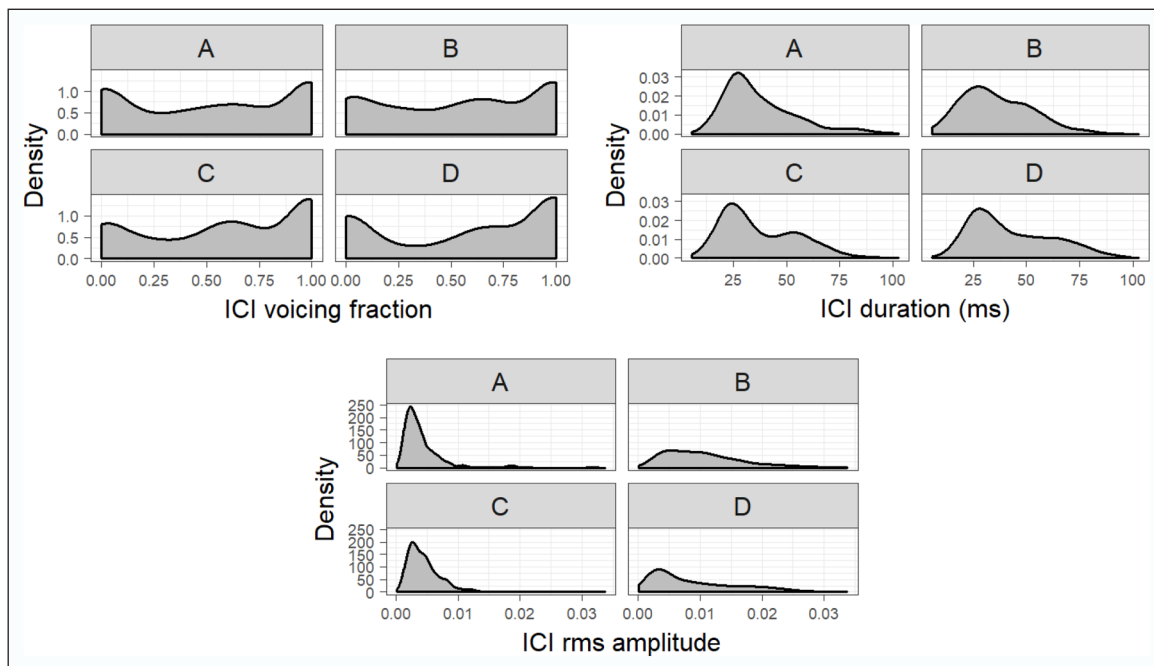 A B
Density
1.0
0.5
0.0
C D
1.0
0.5
0.0
0.00 0.25 0.50 0.75 1.00 0.00 0.25 0.50 0.75 1.00
ICI voicing fraction
A B
Density
0.03
0.02
0.01
0.00
C D
0.03
0.02
0.01
0.00
25 50 75 100 25 50 75 100
ICI duration (ms)
A B
Density
250
200
150
100
50
0
C D
250
200
150
100
50
0
0.00 0.01 0.02 0.03 0.00 0.01 0.02 0.03
ICI rms amplitude